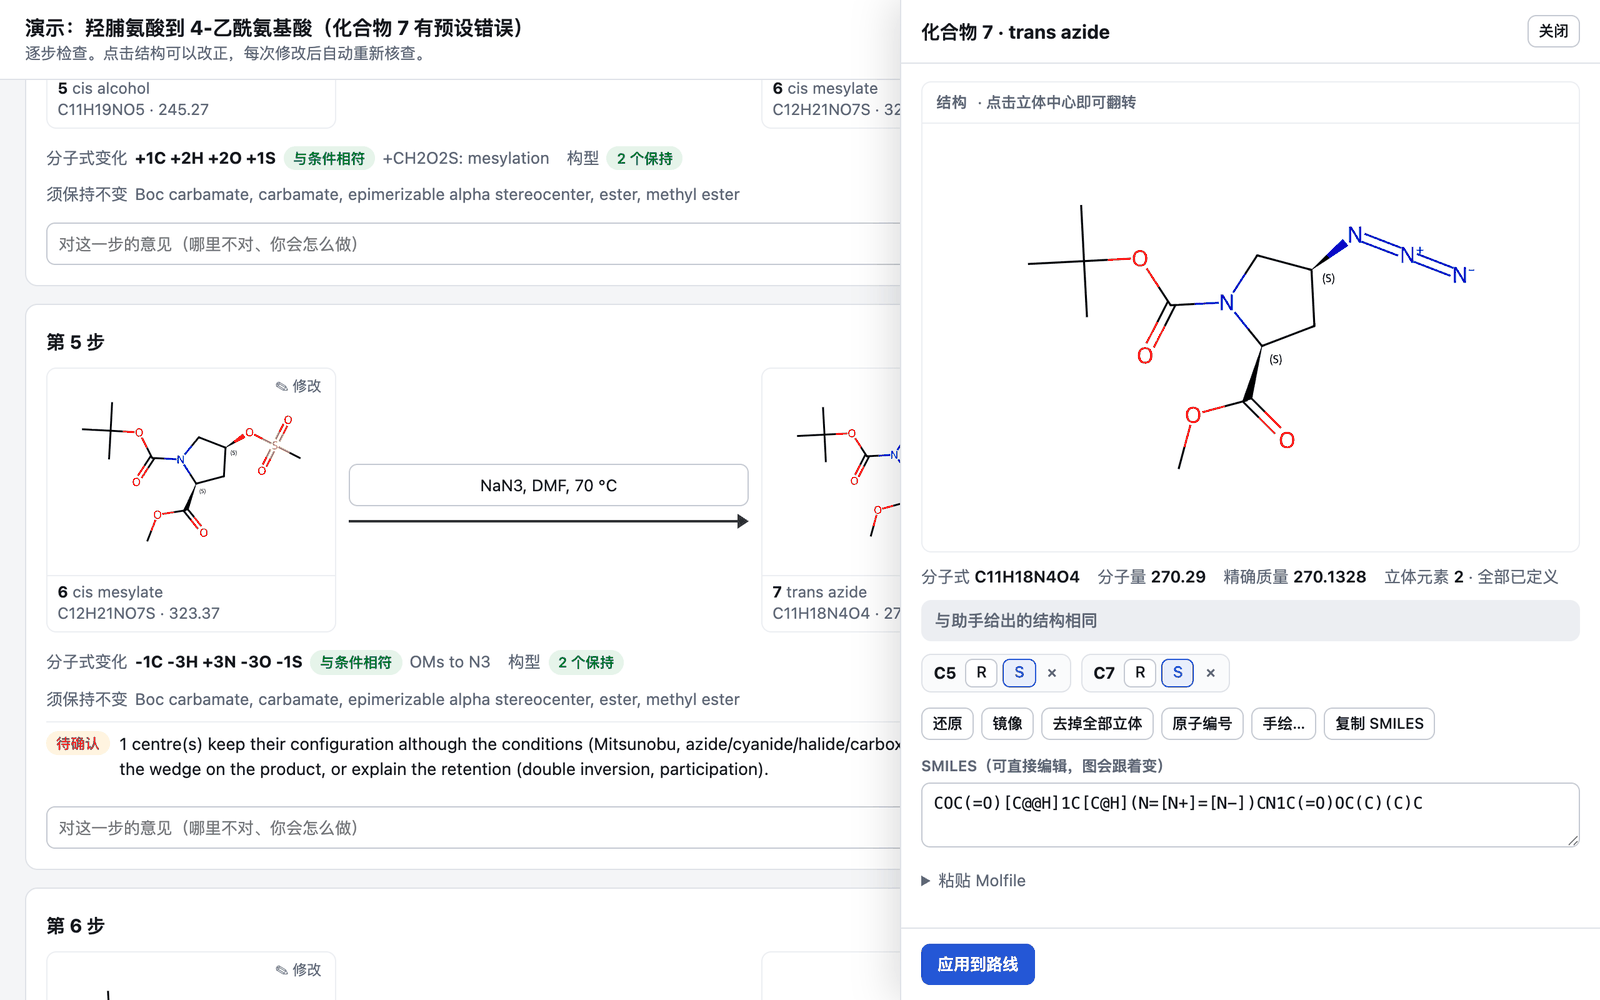 演示：羟脯氨酸到 4-乙酰氨基酸（化合物 7 有预设错误）
逐步检查。点击结构可以改正，每次修改后自动重新核查。
5 cis alcohol
C11H19NO5 · 245.27
6 cis mesylate
C12H21NO7S · 32
分子式变化 +1C +2H +2O +1S 与条件相符 +CH2O2S: mesylation 构型 2 个保持
须保持不变 Boc carbamate, carbamate, epimerizable alpha stereocenter, ester, methyl ester
对这一步的意见（哪里不对、你会怎么做）
第 5 步
✎ 修改
O
O
O
N
O
S
O
O
(S)
(S)
O
O
6 cis mesylate
C12H21NO7S · 323.37
NaN3, DMF, 70 °C
O
N
O
O
7 trans azide
C11H18N4O4 · 27
分子式变化 -1C -3H +3N -3O -1S 与条件相符 OMs to N3 构型 2 个保持
须保持不变 Boc carbamate, carbamate, epimerizable alpha stereocenter, ester, methyl ester
待确认 1 centre(s) keep their configuration although the conditions (Mitsunobu, azide/cyanide/halide/carbox
the wedge on the product, or explain the retention (double inversion, participation).
对这一步的意见（哪里不对、你会怎么做）
第 6 步
✎ 修改
化合物 7 · trans azide
关闭
结构 · 点击立体中心即可翻转
O
O
N
N
N+
N-
(S)
(S)
O
O
分子式 C11H18N4O4 分子量 270.29 精确质量 270.1328 立体元素 2 · 全部已定义
与助手给出的结构相同
C5 R S × C7 R S ×
还原 镜像 去掉全部立体 原子编号 手绘... 复制 SMILES
SMILES（可直接编辑，图会跟着变）
COC(=O)[C@@H]1C[C@H](N=[N+]=[N-])CN1C(=O)OC(C)(C)C
▶ 粘贴 Molfile
应用到路线